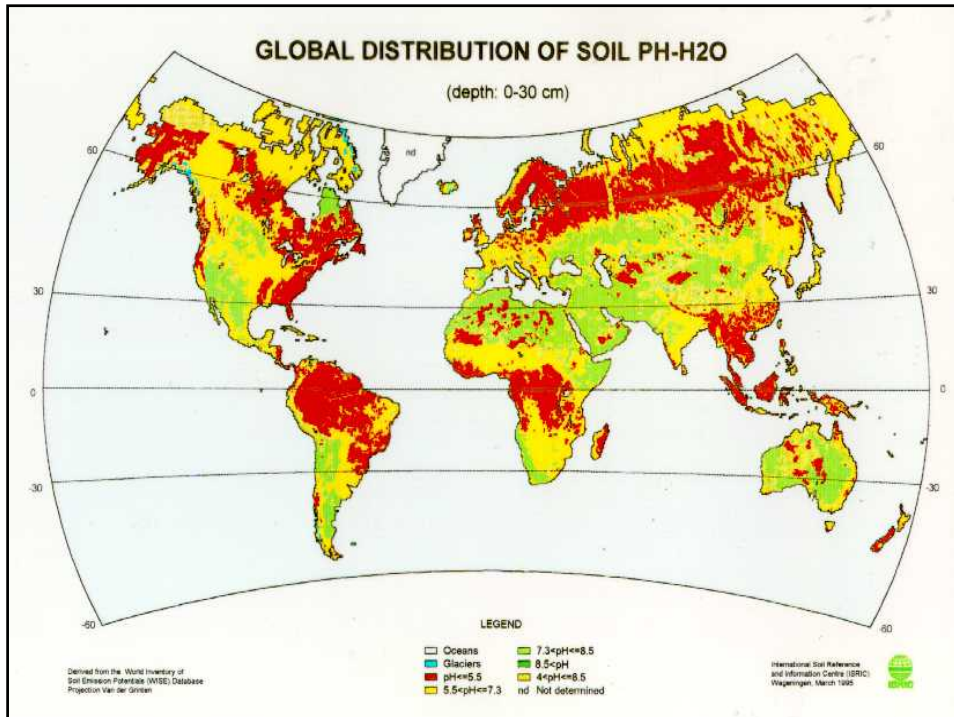 GLOBAL DISTRIBUTION OF SOIL PH-H2O
(depth: 0-30 cm)
nd
60
60
30
30
0
0
-30
-30
-60
-60
LEGEND
Oceans
Glaciers
pH<=5.5
5.5<pH<=7.3
7.3<pH<=8.5
8.5<pH
4<pH<=8.5
nd Not determined
Derived from the World Inventory of
Soil Emission Potentials (WISE) Database
Projection Van der Grinten
International Soil Reference
and Information Centre (ISRIC)
Wageningen, March 1995